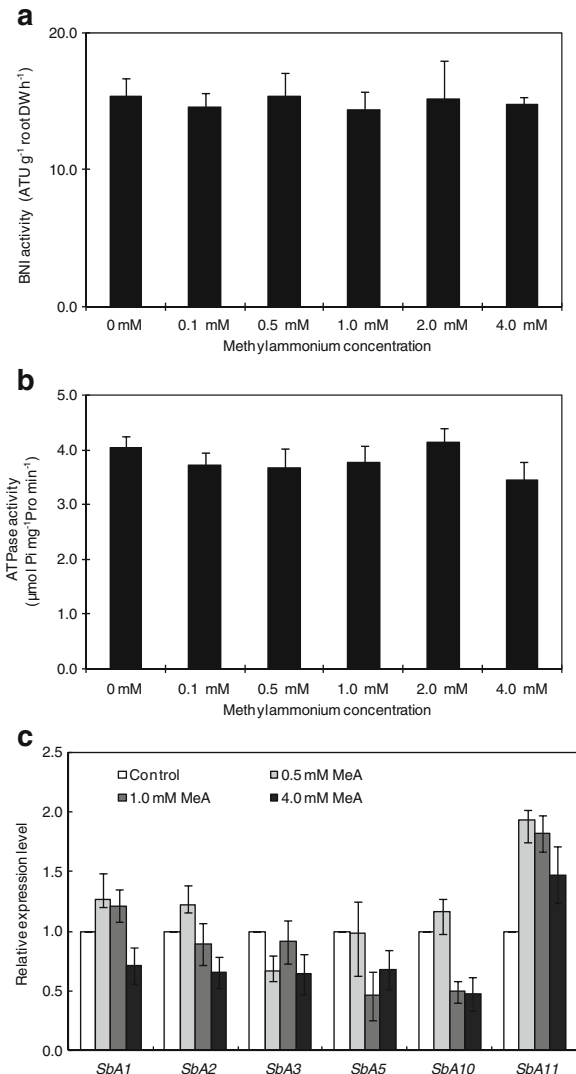 a
20.0
10.0
0.0
BNI activity (ATU g⁻¹ root DW h⁻¹)
0 mM 0.1 mM 0.5 mM 1.0 mM 2.0 mM 4.0 mM
Methylammonium concentration
b
5.0
4.0
3.0
2.0
1.0
0.0
ATPase activity
(µmol Pi mg⁻¹ Pro min⁻¹)
0 mM 0.1 mM 0.5 mM 1.0 mM 2.0 mM 4.0 mM
Methylammonium concentration
c
2.5
2.0
1.5
1.0
0.5
0.0
Relative expression level
Control 0.5 mM MeA
1.0 mM MeA 4.0 mM MeA
SbA1 SbA2 SbA3 SbA5 SbA10 SbA11